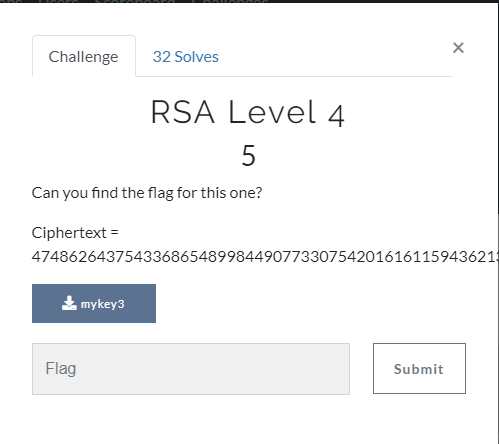 Challenge
32 Solves
×
RSA Level 4
5
Can you find the flag for this one?
Ciphertext =
474862643754336865489984490773307542016161159436213
mykey3
Flag
Submit